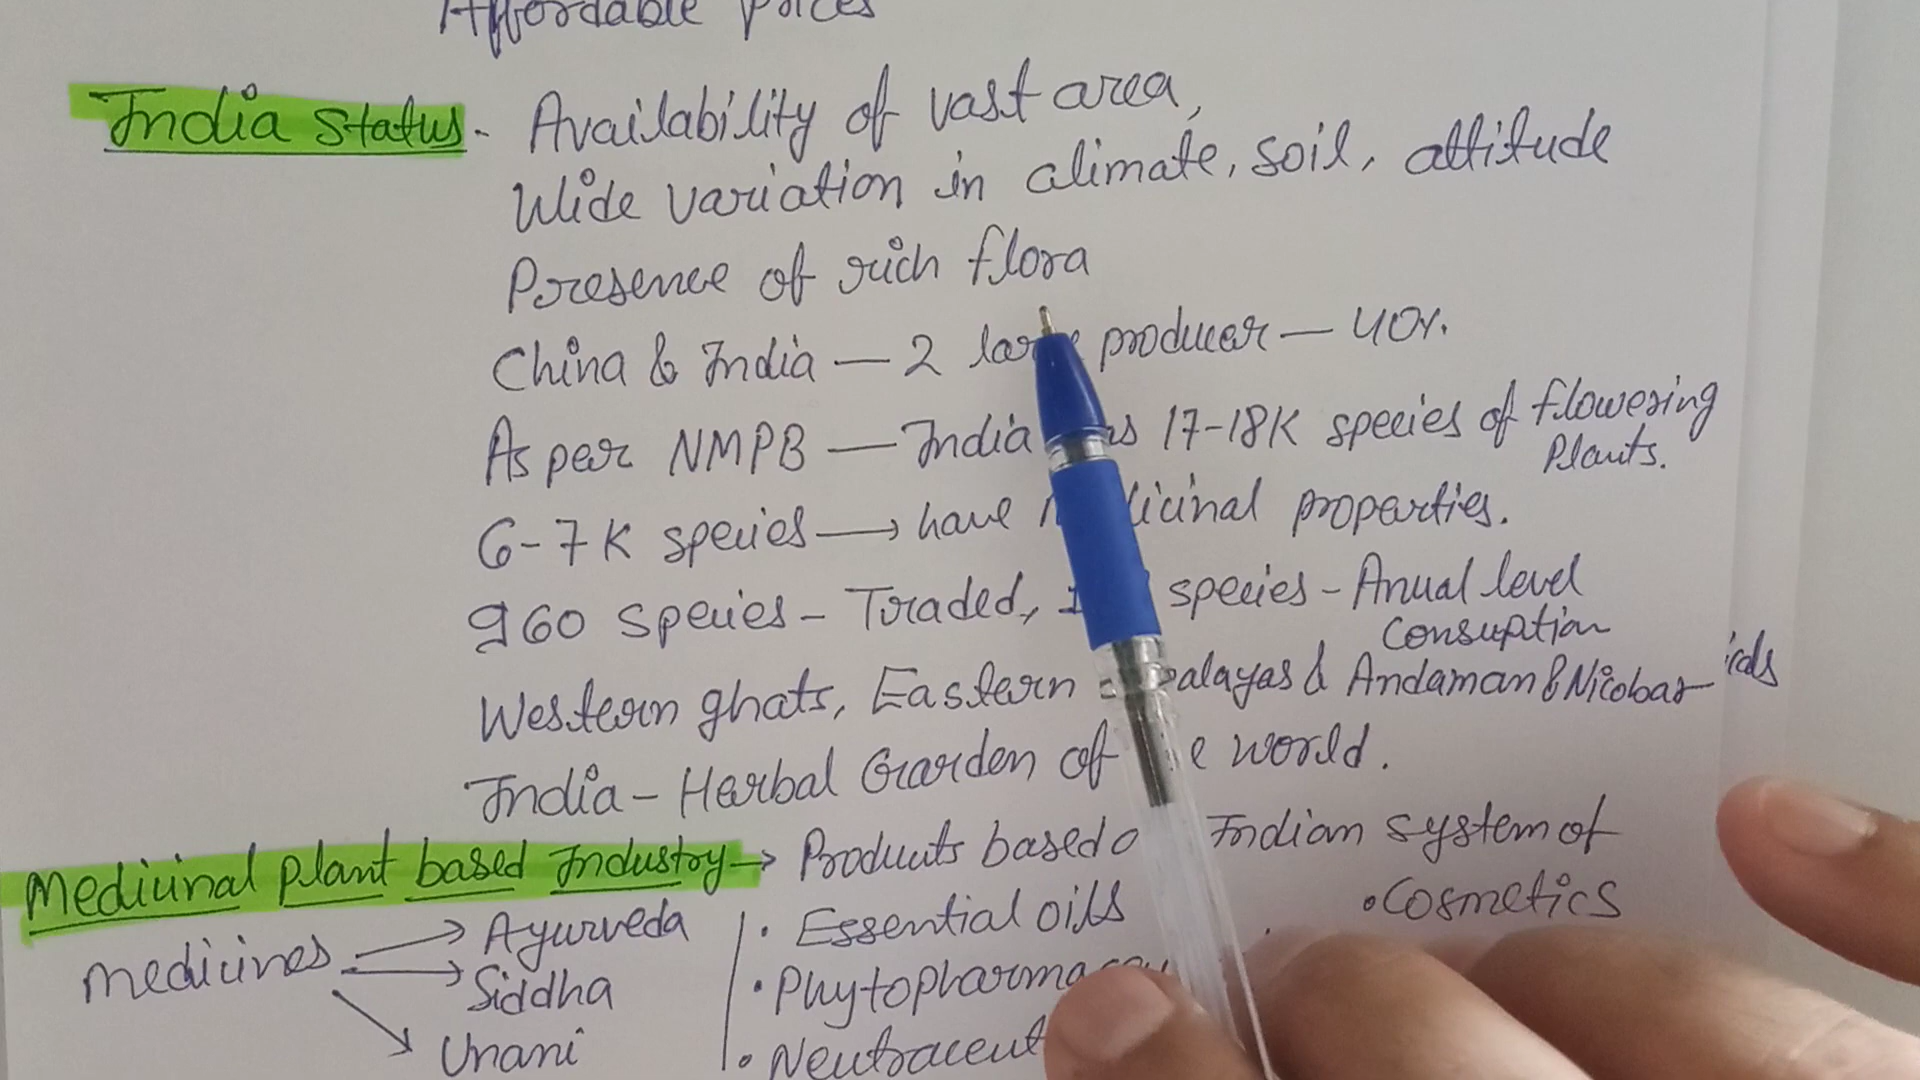 Affordable Prices
India Status - Availability of vast area,
Wide variation in climate, soil, altitude
Presence of rich flora
China & India — 2 producer — 40%.
As per NMPB — India 17-18K species of flowering
Plants.
6-7K species → have properties.
960 species - Traded, species - Anual level
Consuption
Western ghats, Eastern & Andaman & Nicobar
India - Herbal Garden of world.
Medicinal plant based Industry → Products based Indian system of
medicines → Ayurveda
→ Siddha
→ Unani
• Essential oils
• Cosmetics